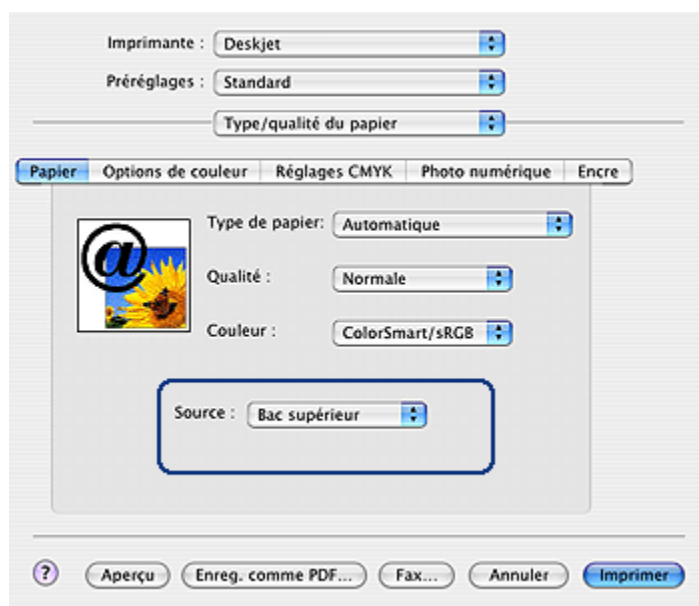 Imprimante : Deskjet
Préréglages : Standard
Type/qualité du papier
Papier Options de couleur Réglages CMYK Photo numérique Encre
Type de papier: Automatique
@
Qualité : Normale
Couleur : ColorSmart/sRGB
Source : Bac supérieur
? Aperçu Enreg. comme PDF... Fax... Annuler Imprimer